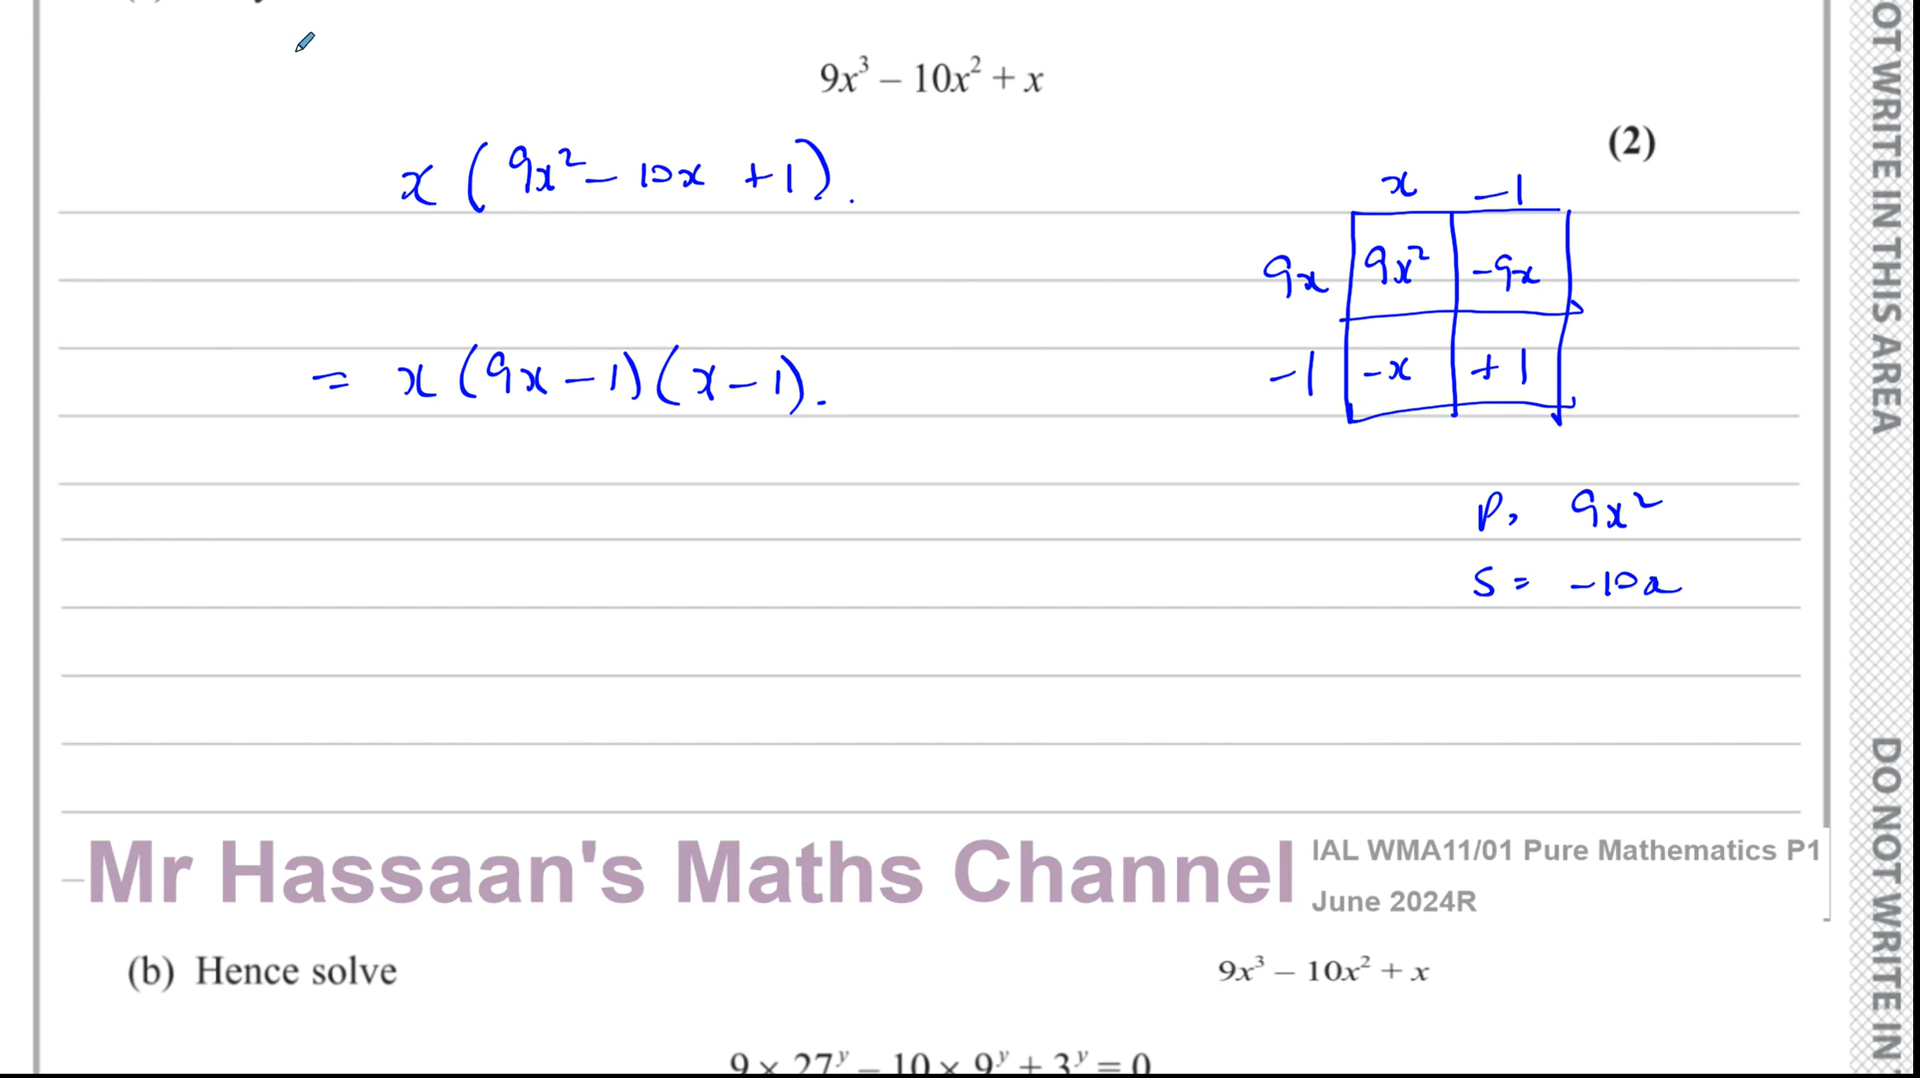 9x³ – 10x² + x
(2)
x (9x² – 10x + 1).
x –1
9x 9x² –9x
= x (9x – 1)(x – 1).
–1 –x +1
P, 9x²
S = –10x
Mr Hassaan's Maths Channel
IAL WMA11/01 Pure Mathematics P1
June 2024R
(b) Hence solve
9x³ – 10x² + x
9 × 27ʸ – 10 × 9ʸ + 3ʸ = 0
OT WRITE IN THIS AREA
DO NOT WRITE IN